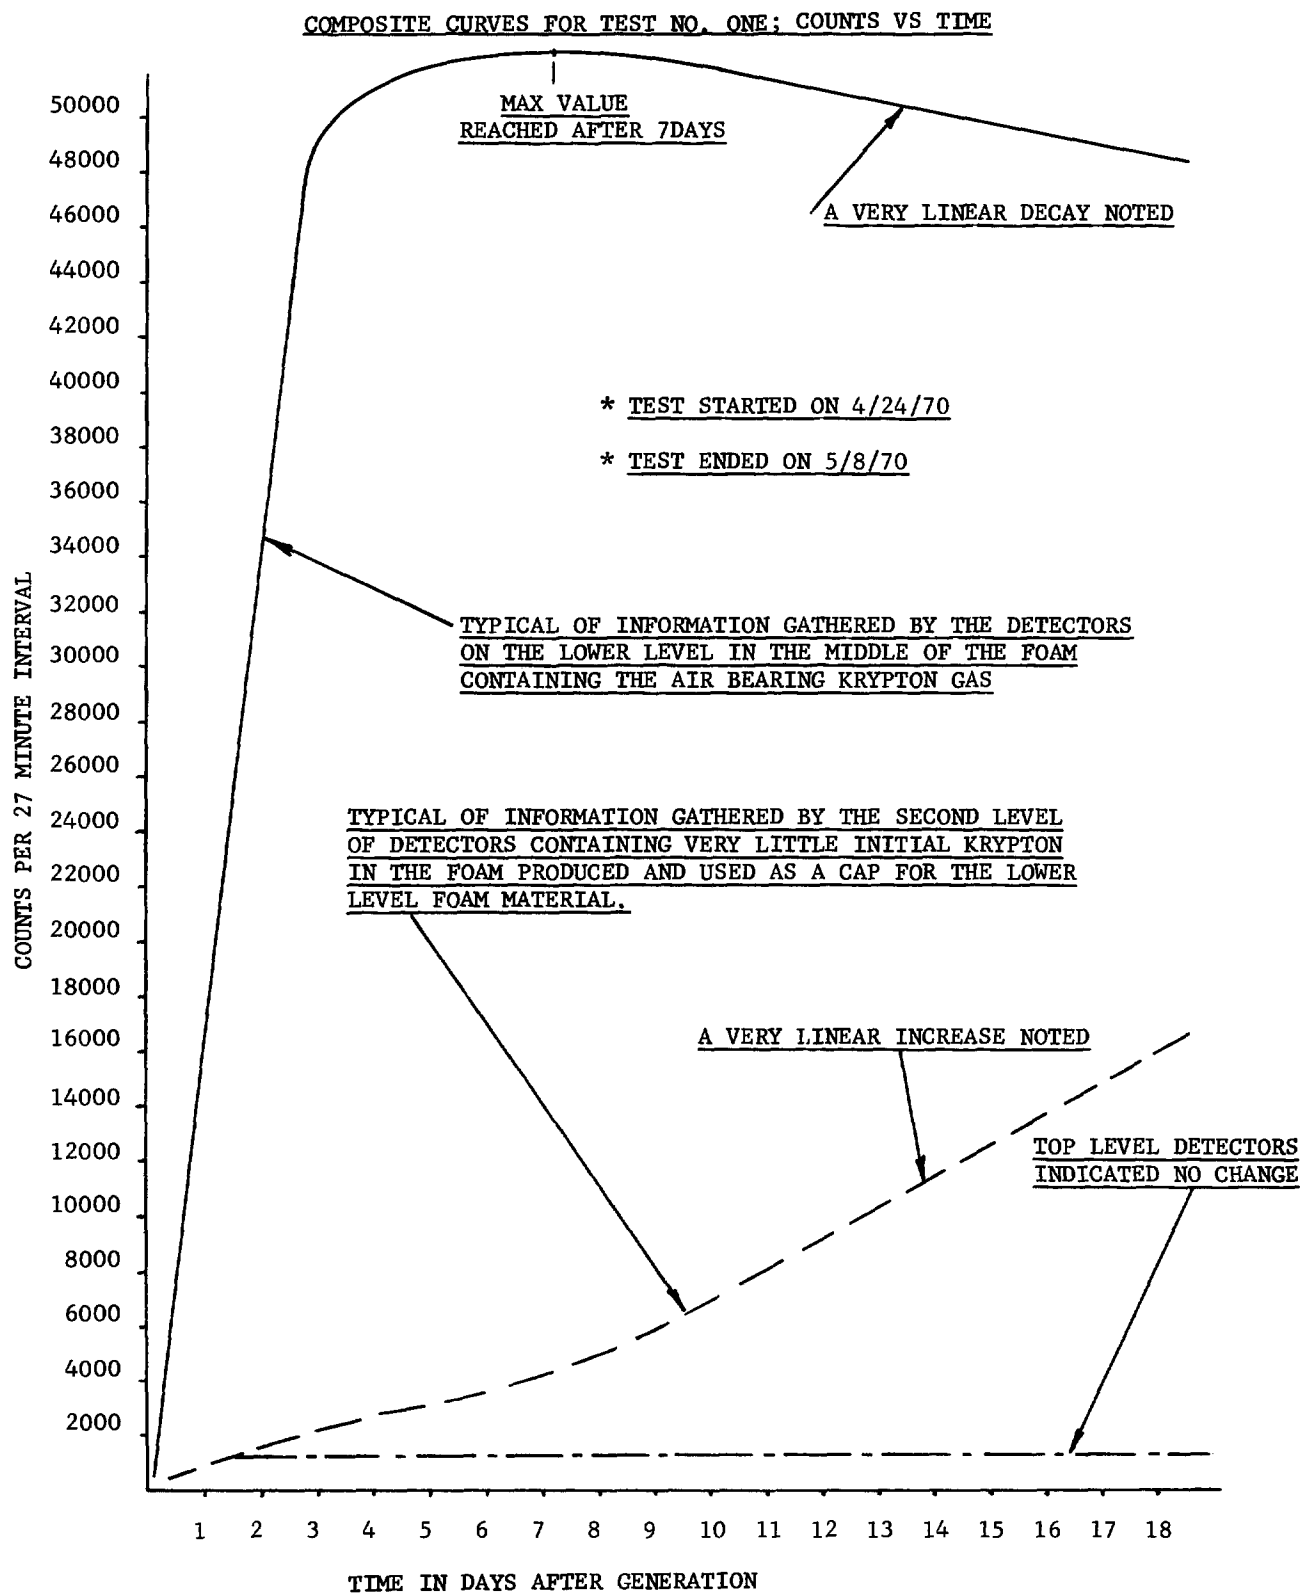 COMPOSITE CURVES FOR TEST NO. ONE; COUNTS VS TIME
MAX VALUE
REACHED AFTER 7DAYS
A VERY LINEAR DECAY NOTED
* TEST STARTED ON 4/24/70
* TEST ENDED ON 5/8/70
TYPICAL OF INFORMATION GATHERED BY THE DETECTORS
ON THE LOWER LEVEL IN THE MIDDLE OF THE FOAM
CONTAINING THE AIR BEARING KRYPTON GAS
TYPICAL OF INFORMATION GATHERED BY THE SECOND LEVEL
OF DETECTORS CONTAINING VERY LITTLE INITIAL KRYPTON
IN THE FOAM PRODUCED AND USED AS A CAP FOR THE LOWER
LEVEL FOAM MATERIAL.
A VERY LINEAR INCREASE NOTED
TOP LEVEL DETECTORS
INDICATED NO CHANGE
COUNTS PER 27 MINUTE INTERVAL
50000
48000
46000
44000
42000
40000
38000
36000
34000
32000
30000
28000
26000
24000
22000
20000
18000
16000
14000
12000
10000
8000
6000
4000
2000
1 2 3 4 5 6 7 8 9 10 11 12 13 14 15 16 17 18
TIME IN DAYS AFTER GENERATION